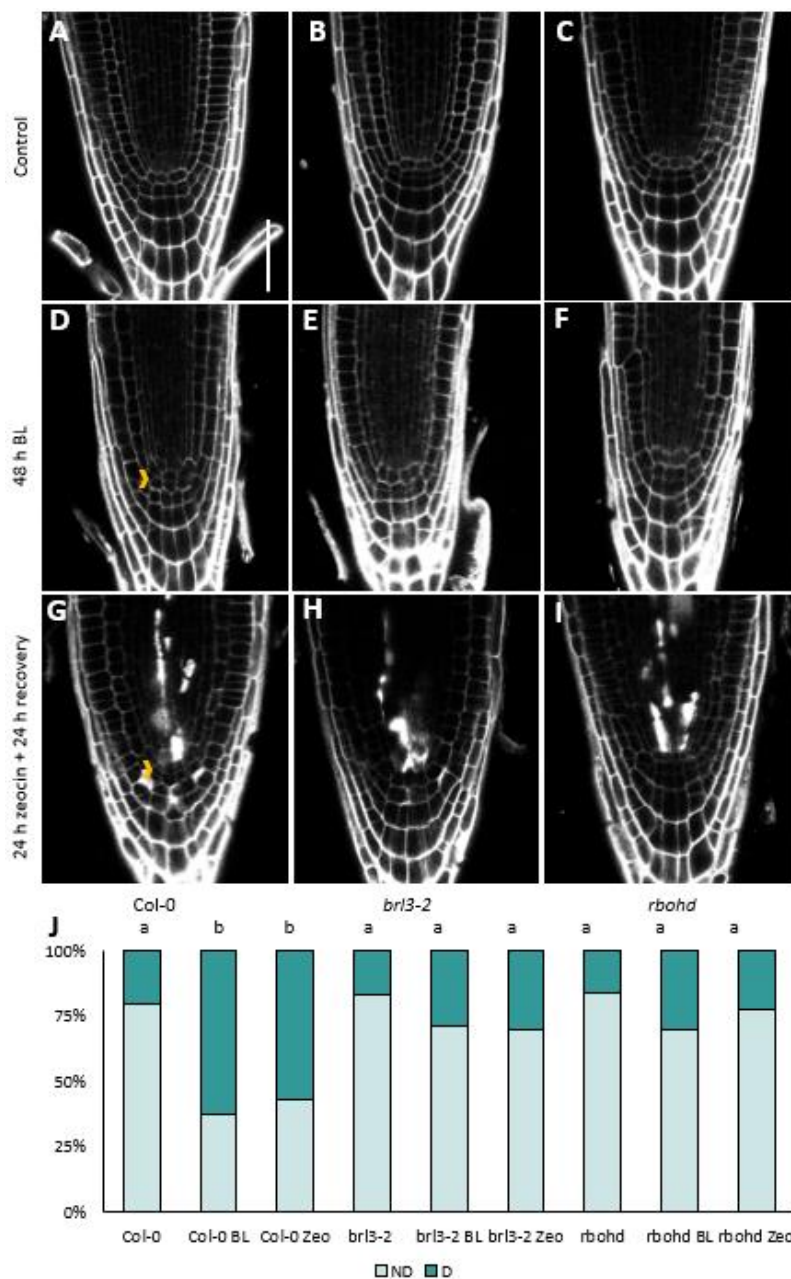 A
B
C
Control
D
E
F
48 h BL
G
H
I
24 h zeocin + 24 h recovery
Col-0
brl3-2
rbohd
J
a b b a a a a a a
100%
75%
50%
25%
0%
Col-0 Col-0 BL Col-0 Zeo brl3-2 brl3-2 BL brl3-2 Zeo rbohd rbohd BL rbohd Zeo
ND D